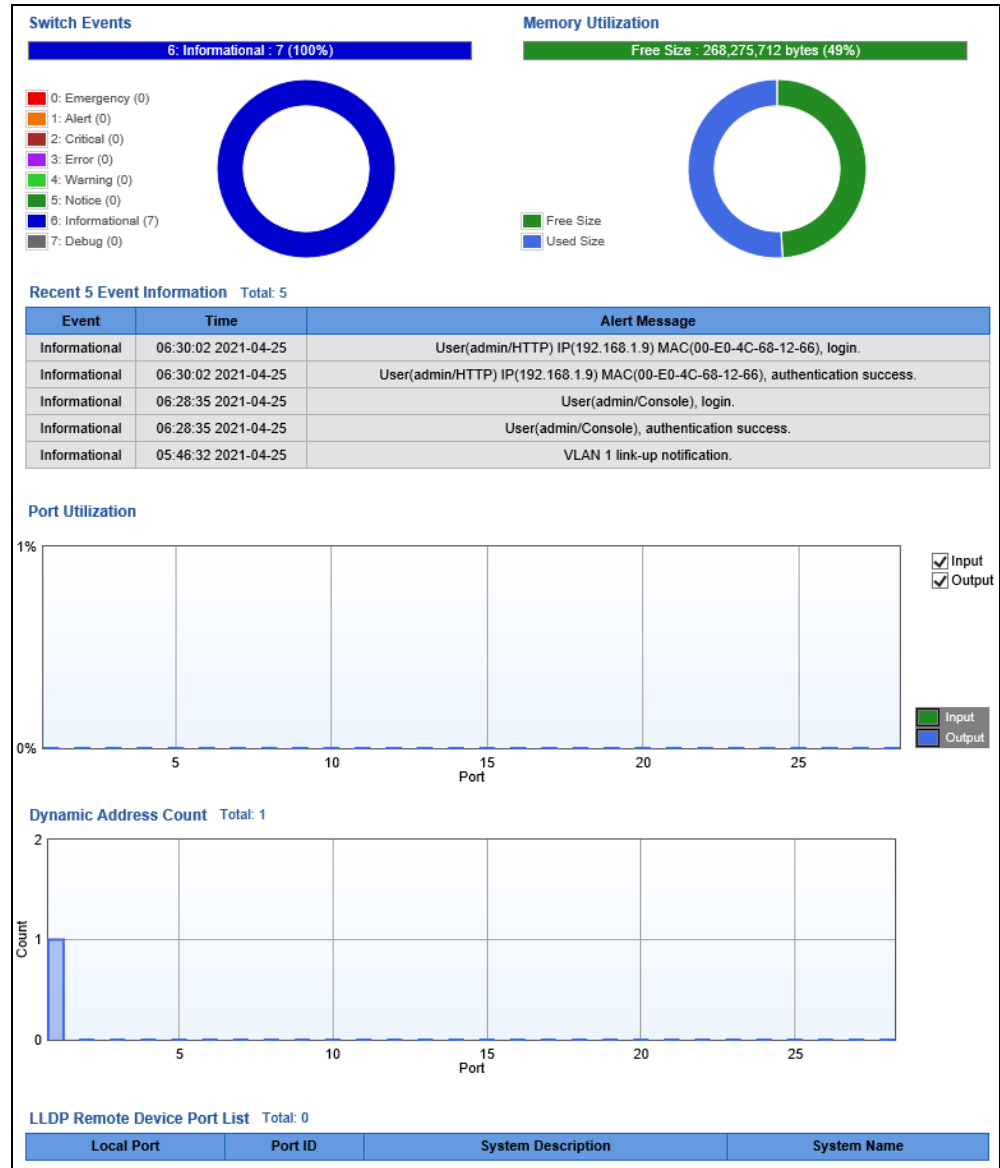 Switch Events
6: Informational : 7 (100%)
0: Emergency (0)
1: Alert (0)
2: Critical (0)
3: Error (0)
4: Warning (0)
5: Notice (0)
6: Informational (7)
7: Debug (0)
Memory Utilization
Free Size : 268,275,712 bytes (49%)
Free Size
Used Size
Recent 5 Event Information Total: 5
Event Time Alert Message
Informational 06:30:02 2021-04-25 User(admin/HTTP) IP(192.168.1.9) MAC(00-E0-4C-68-12-66), login.
Informational 06:30:02 2021-04-25 User(admin/HTTP) IP(192.168.1.9) MAC(00-E0-4C-68-12-66), authentication success.
Informational 06:28:35 2021-04-25 User(admin/Console), login.
Informational 06:28:35 2021-04-25 User(admin/Console), authentication success.
Informational 05:46:32 2021-04-25 VLAN 1 link-up notification.
Port Utilization
1%
Input
Output
Input
Output
0%
5 10 15 20 25
Port
Dynamic Address Count Total: 1
2
Count
1
0
5 10 15 20 25
Port
LLDP Remote Device Port List Total: 0
Local Port Port ID System Description System Name